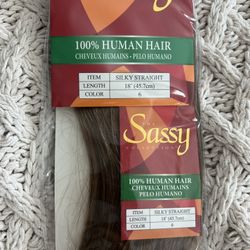 100% HUMAN HAIR
CHEVEUX HUMAINS • PELO HUMANO
ITEM SILKY STRAIGHT
LENGTH 18" (45.7cm)
COLOR 6
Sassy
COLLECTION
100% HUMAN HAIR
CHEVEUX HUMAINS
PELO HUMANO
ITEM SILKY STRAIGHT
LENGTH 18" (45.7cm)
COLOR 6